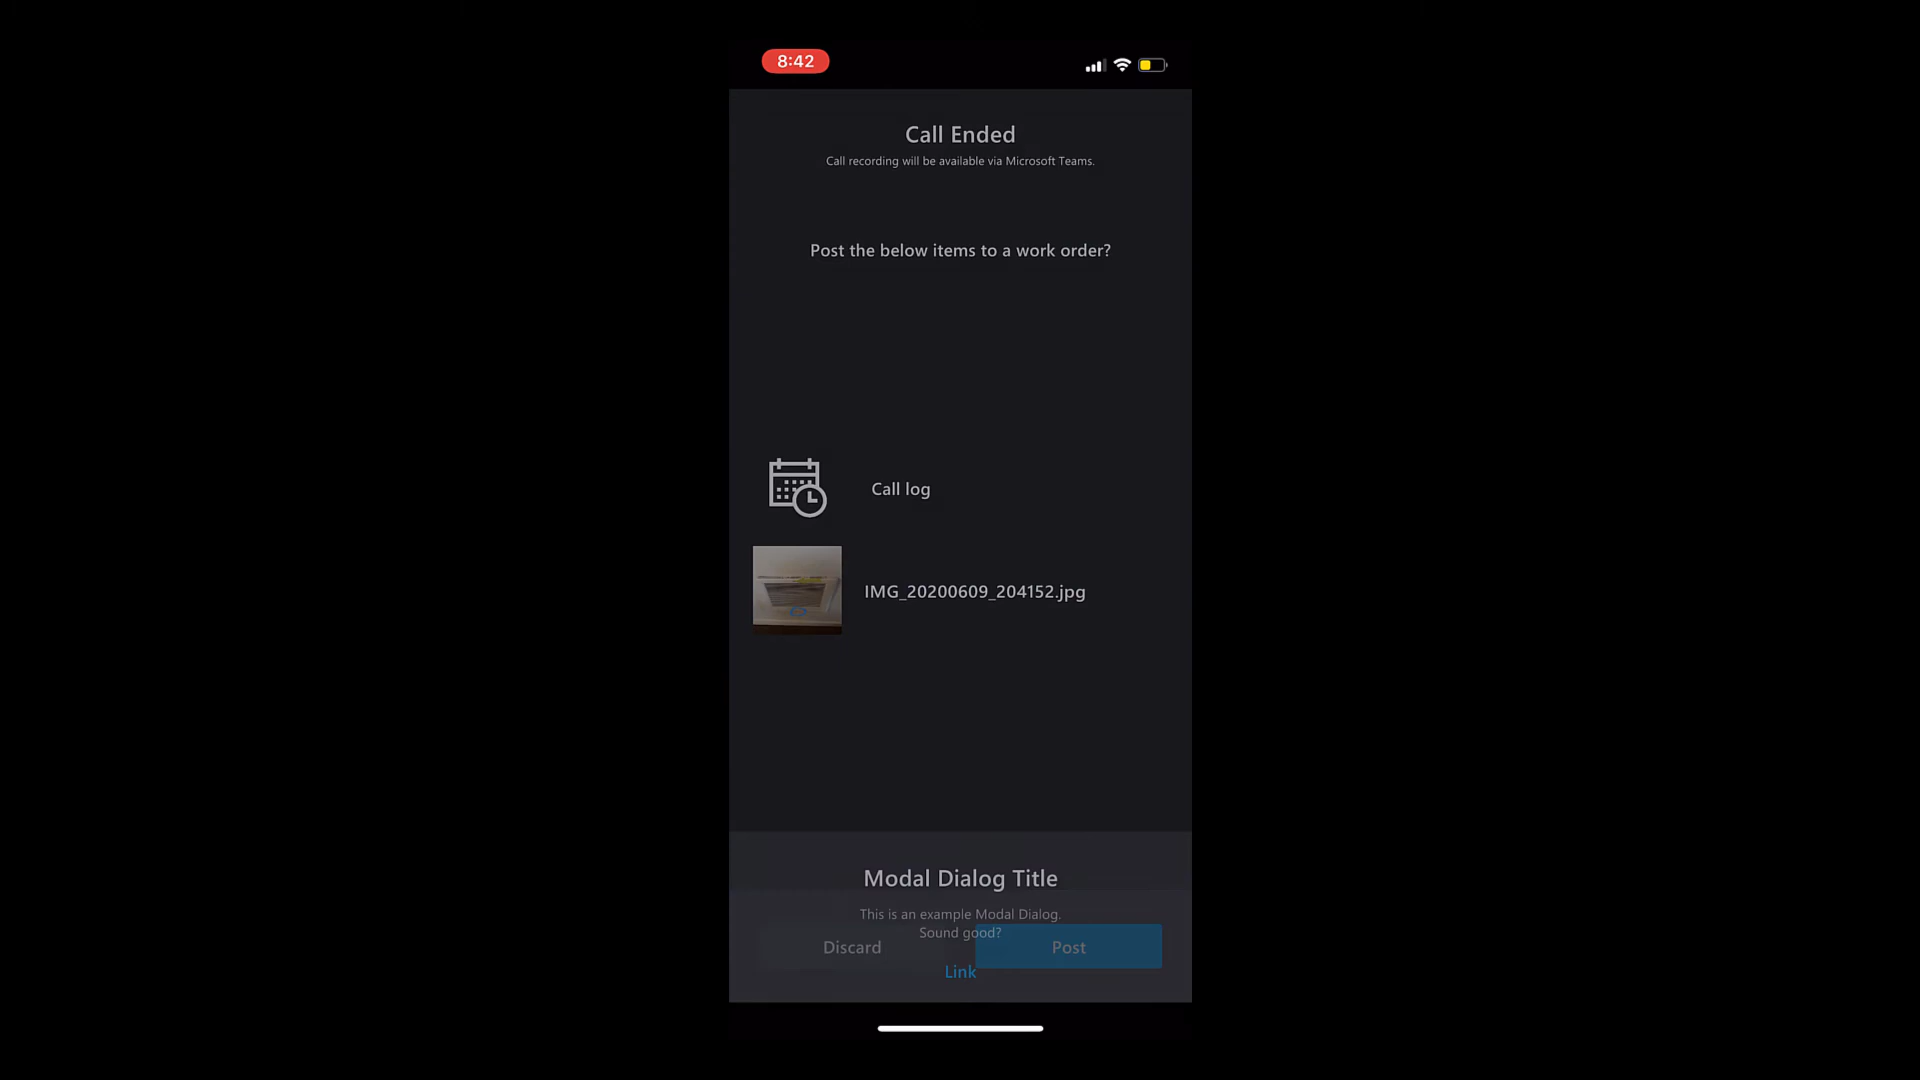 8:42
Call Ended
Call recording will be available via Microsoft Teams.
Post the below items to a work order?
Call log
IMG_20200609_204152.jpg
Modal Dialog Title
This is an example Modal Dialog.
Sound good?
Discard
Post
Link